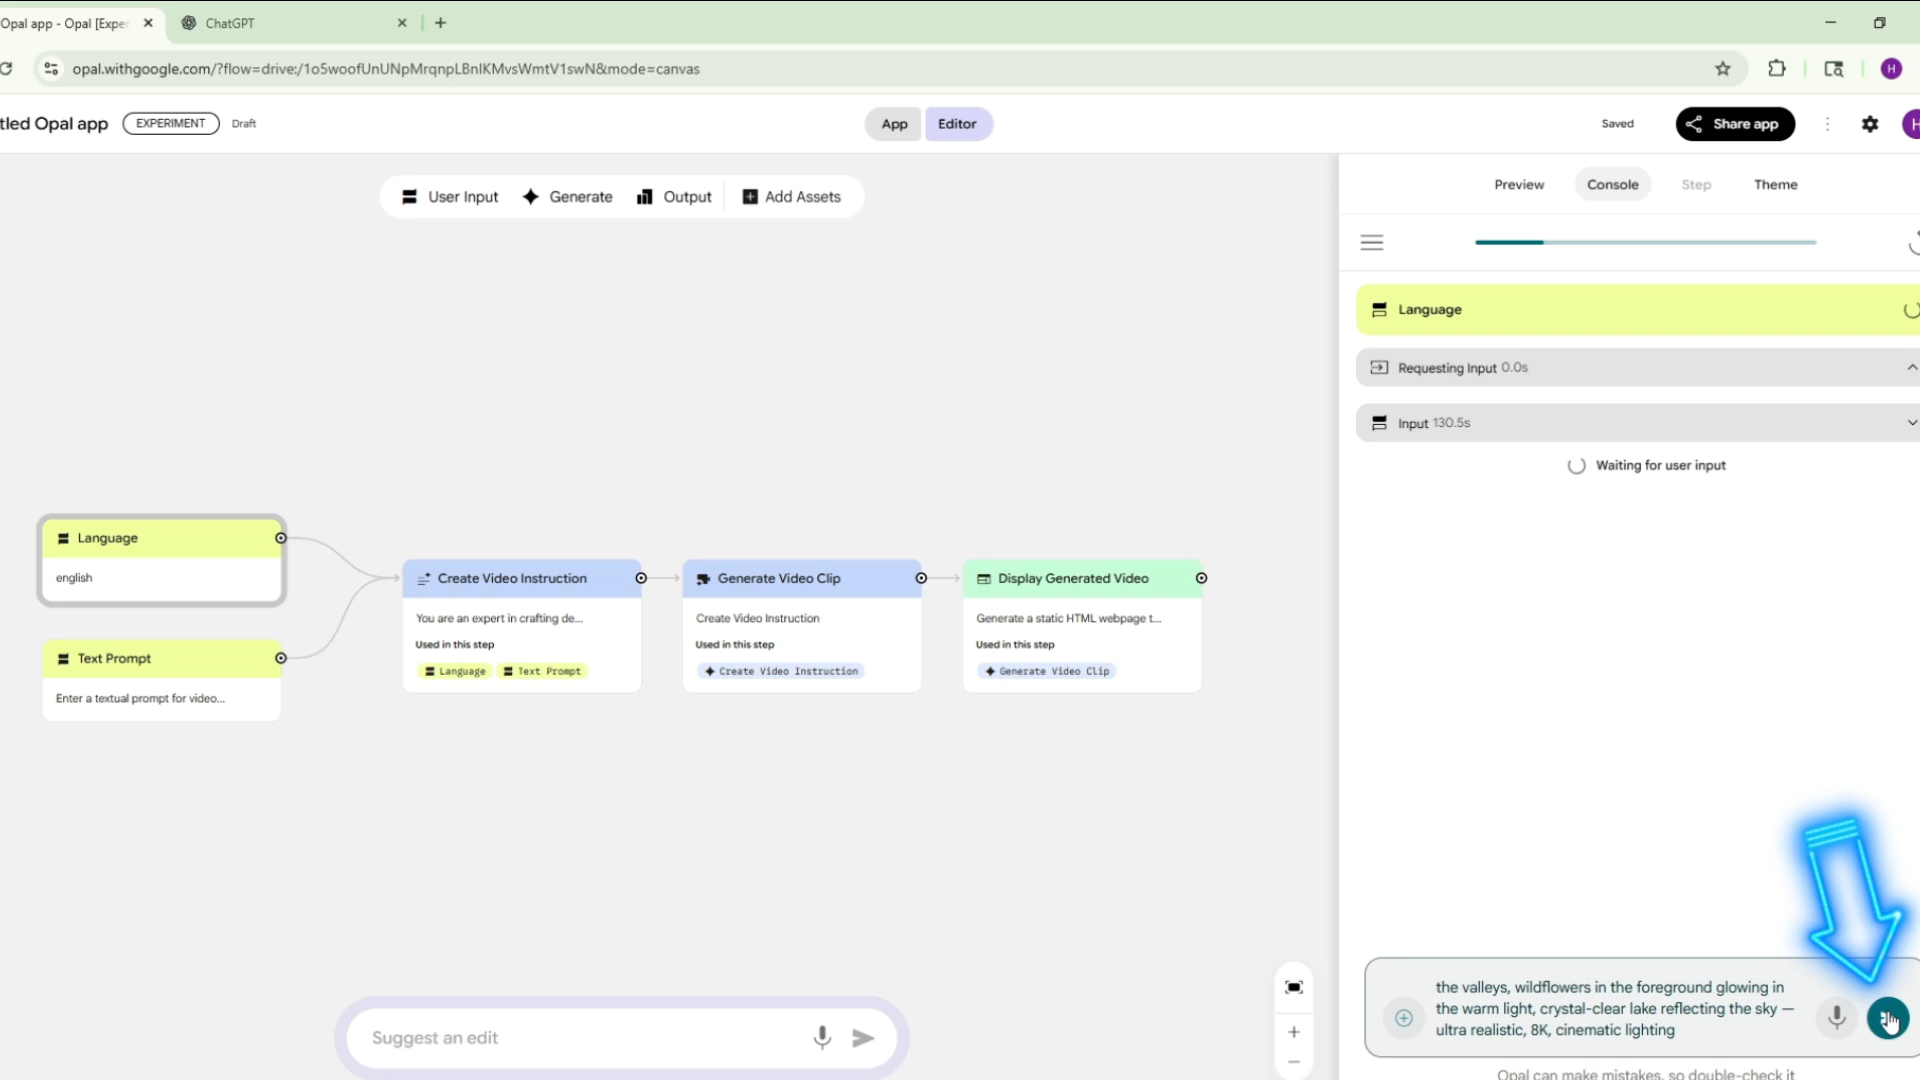 Opal app - Opal [Exper
ChatGPT
opal.withgoogle.com/?flow=drive:/1o5woofUnUNpMrqnpLBnIKMvsWmtV1swN&mode=canvas
H
tled Opal app
EXPERIMENT
Draft
App
Editor
Saved
Share app
H
User Input
Generate
Output
Add Assets
Preview
Console
Step
Theme
Language
Requesting Input 0.0s
Input 130.5s
Waiting for user input
Language
english
Text Prompt
Enter a textual prompt for video...
Create Video Instruction
You are an expert in crafting de...
Used in this step
Language
Text Prompt
Generate Video Clip
Create Video Instruction
Used in this step
Create Video Instruction
Display Generated Video
Generate a static HTML webpage t...
Used in this step
Generate Video Clip
Suggest an edit
the valleys, wildflowers in the foreground glowing in
the warm light, crystal-clear lake reflecting the sky —
ultra realistic, 8K, cinematic lighting
Opal can make mistakes, so double-check it